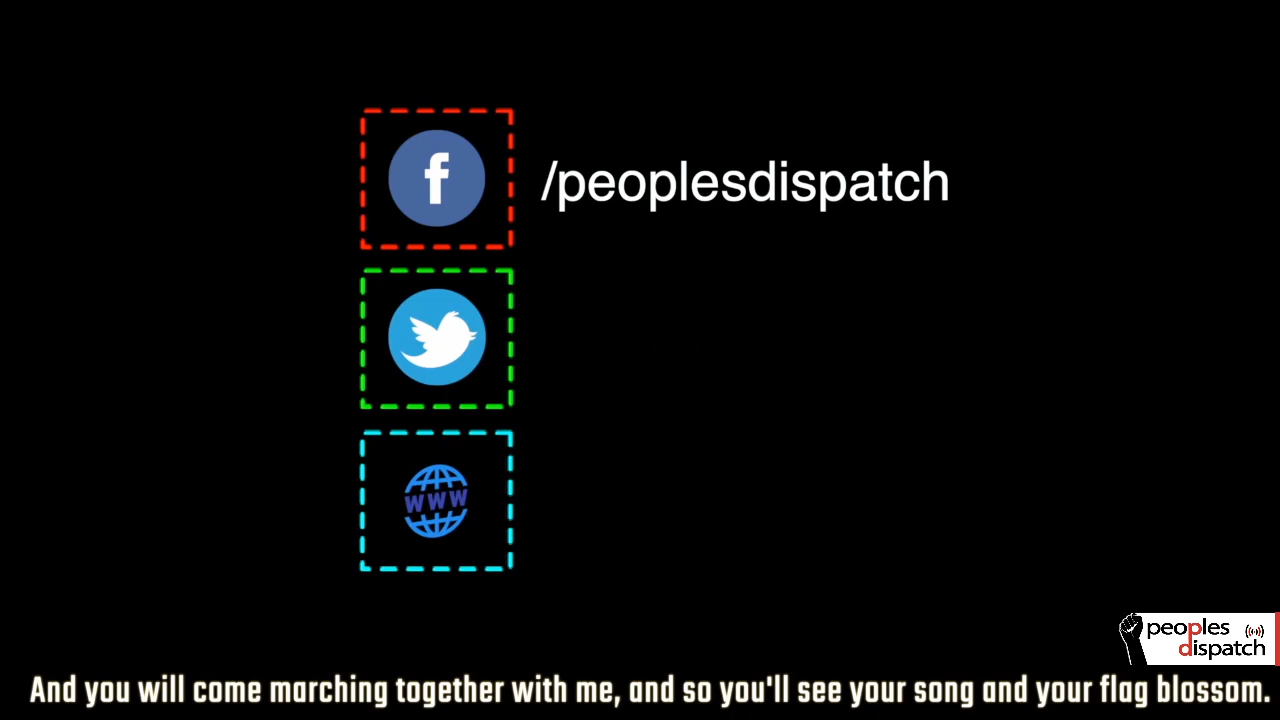 f
/peoplesdispatch
WWW
peoples
dispatch
And you will come marching together with me, and so you'll see your song and your flag blossom.